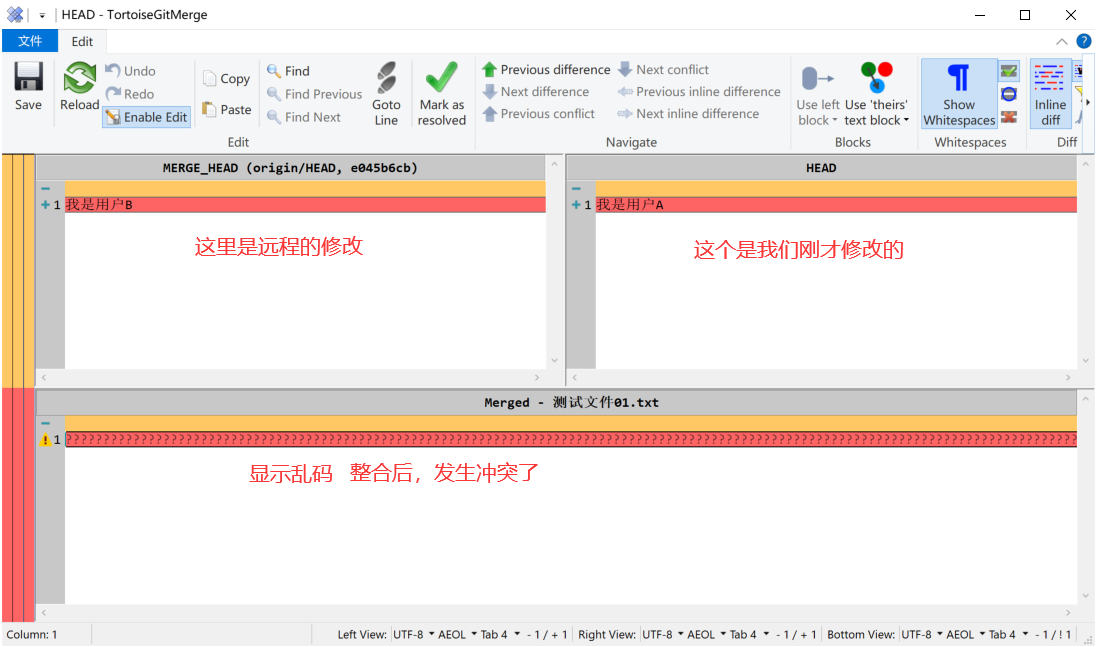 HEAD - TortoiseGitMerge
文件 Edit
Save
Reload
Undo
Redo
Enable Edit
Copy
Paste
Find
Find Previous
Find Next
Goto Line
Mark as resolved
Edit
Previous difference
Next difference
Previous conflict
Next conflict
Previous inline difference
Next inline difference
Navigate
Use left block
Use 'theirs' text block
Blocks
Show Whitespaces
Whitespaces
Inline diff
Diff
MERGE_HEAD (origin/HEAD, e045b6cb)
1 我是用户B
这里是远程的修改
HEAD
1 我是用户A
这个是我们刚才修改的
Merged - 测试文件01.txt
显示乱码 整合后，发生冲突了
Column: 1 Left View: UTF-8 AEOL Tab 4 - 1 / + 1 Right View: UTF-8 AEOL Tab 4 - 1 / + 1 Bottom View: UTF-8 AEOL Tab 4 - 1 / ! 1